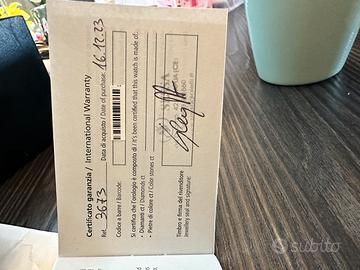 Certificato garanzia / International Warranty
Ref. 3673 Data di acquisto / Date of purchase: 16.12.23
Codice a barre / Barcode:
Si certifica che l'orologio è composto di / It's been certified that this watch is made of:
• Diamanti ct / Diamonds ct
• Pietre di colore ct / Color stones ct
Timbro e firma del rivenditore
Jewellery seal and signature:
subito